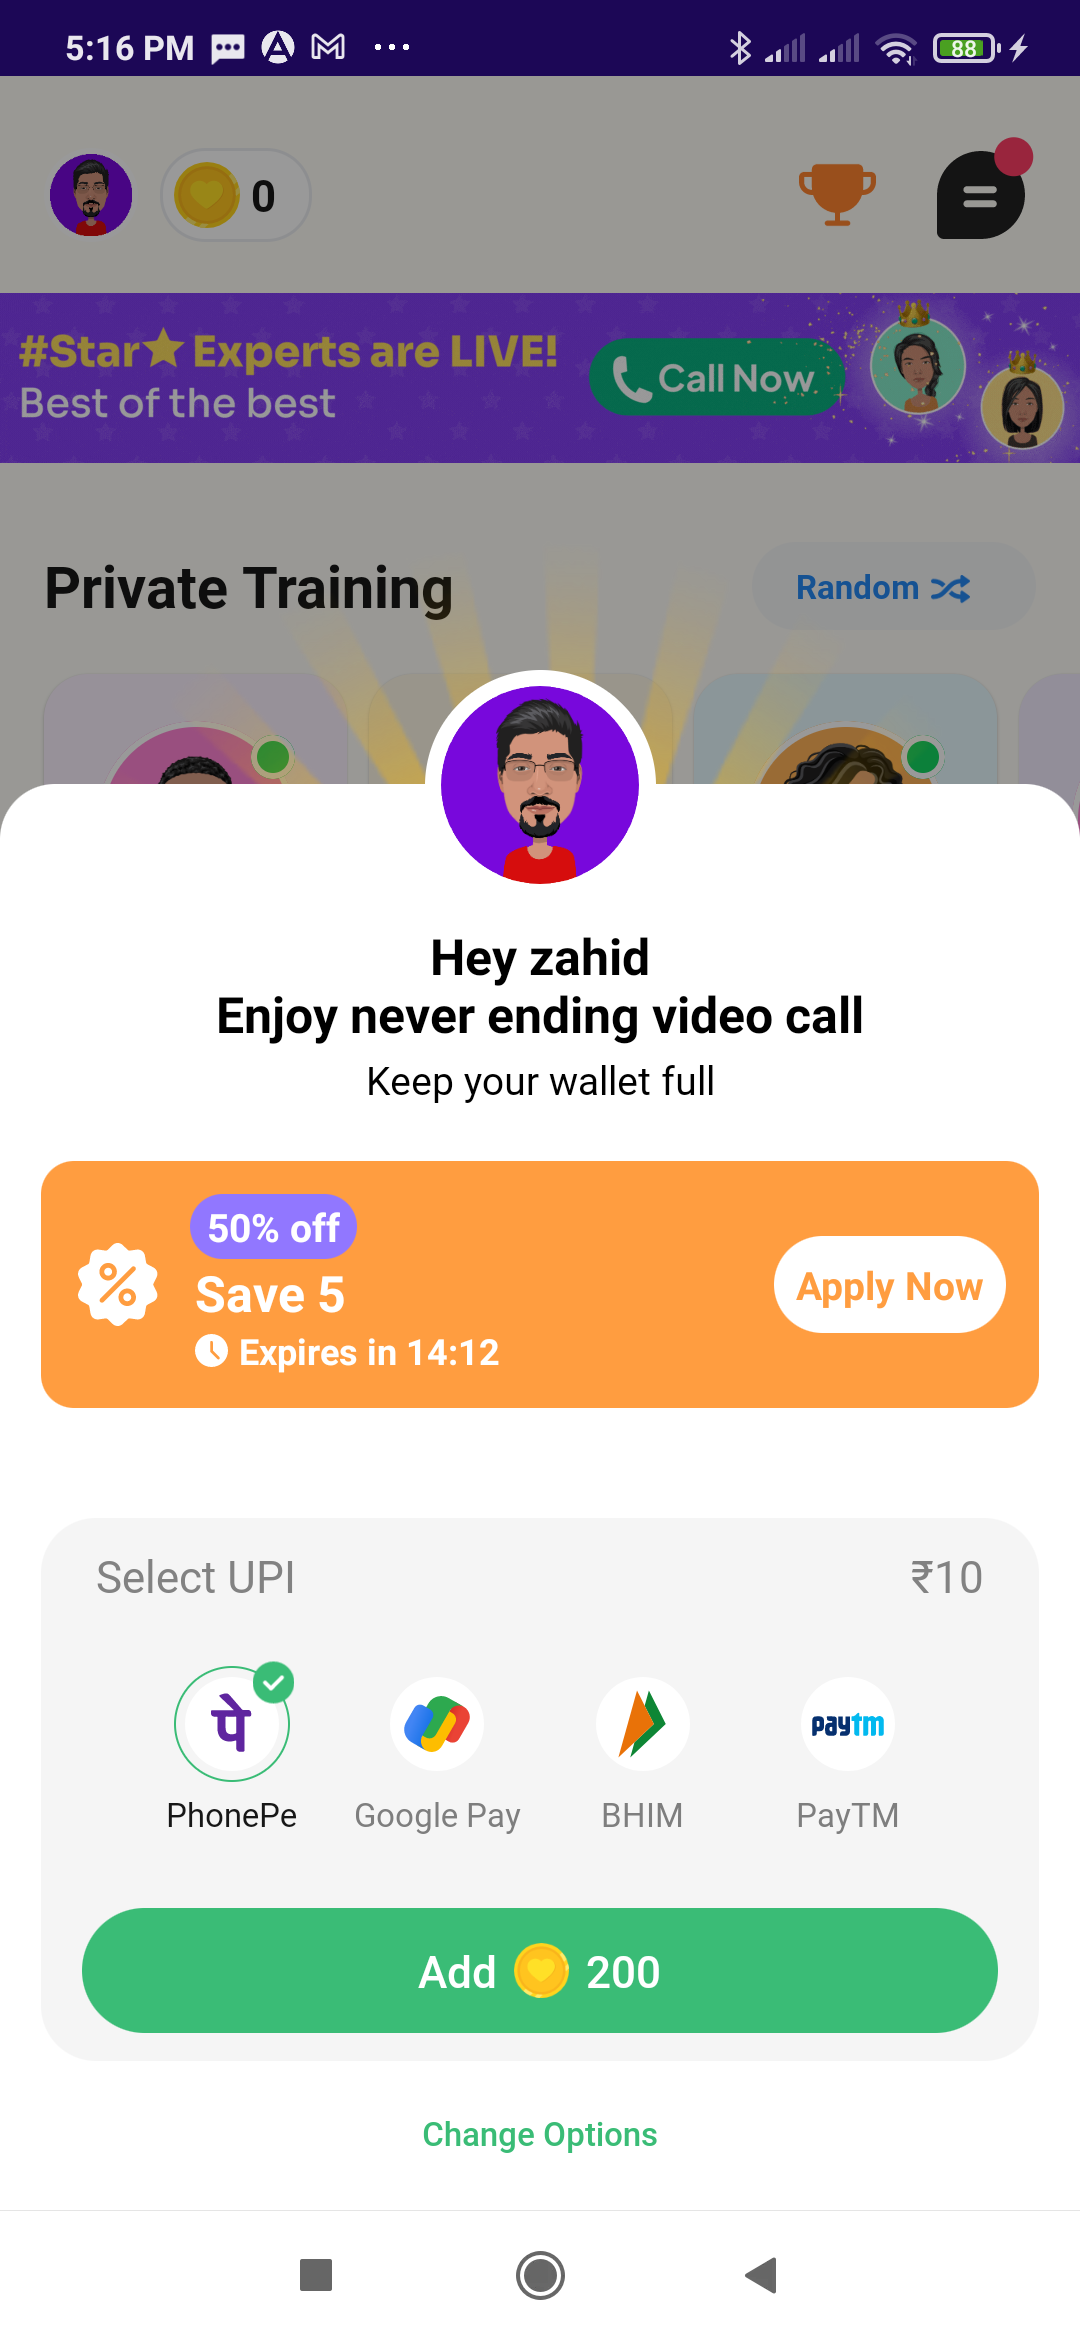 5:16 PM
88
0
#Star Experts are LIVE!
Best of the best
Call Now
Private Training
Random
Hey zahid
Enjoy never ending video call
Keep your wallet full
50% off
Save 5
Expires in 14:12
Apply Now
Select UPI
₹10
पे
paytm
PhonePe
Google Pay
BHIM
PayTM
Add 200
Change Options